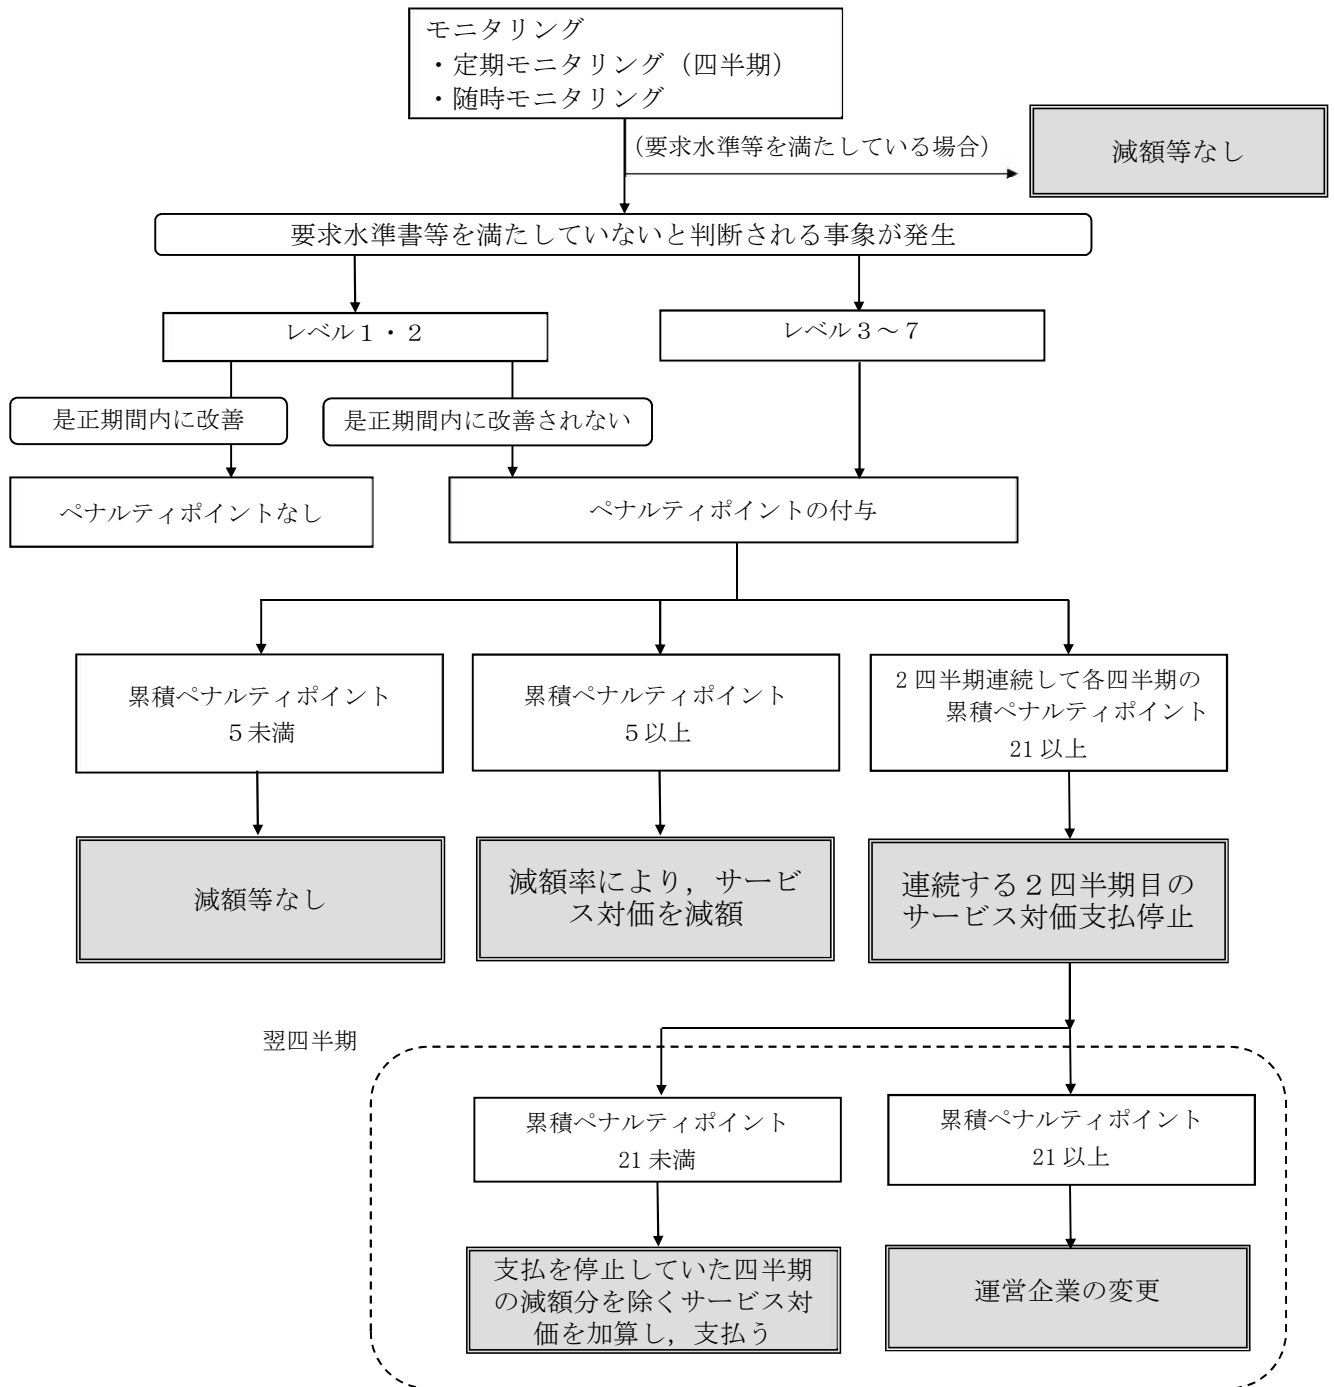 モニタリング
・定期モニタリング（四半期）
・随時モニタリング
（要求水準等を満たしている場合）
減額等なし
要求水準書等を満たしていないと判断される事象が発生
レベル１・２
レベル３～７
是正期間内に改善
是正期間内に改善されない
ペナルティポイントなし
ペナルティポイントの付与
累積ペナルティポイント
５未満
累積ペナルティポイント
５以上
２四半期連続して各四半期の
累積ペナルティポイント
21 以上
減額等なし
減額率により，サービ
ス対価を減額
連続する２四半期目の
サービス対価支払停止
翌四半期
累積ペナルティポイント
21 未満
累積ペナルティポイント
21 以上
支払を停止していた四半期
の減額分を除くサービス対
価を加算し，支払う
運営企業の変更